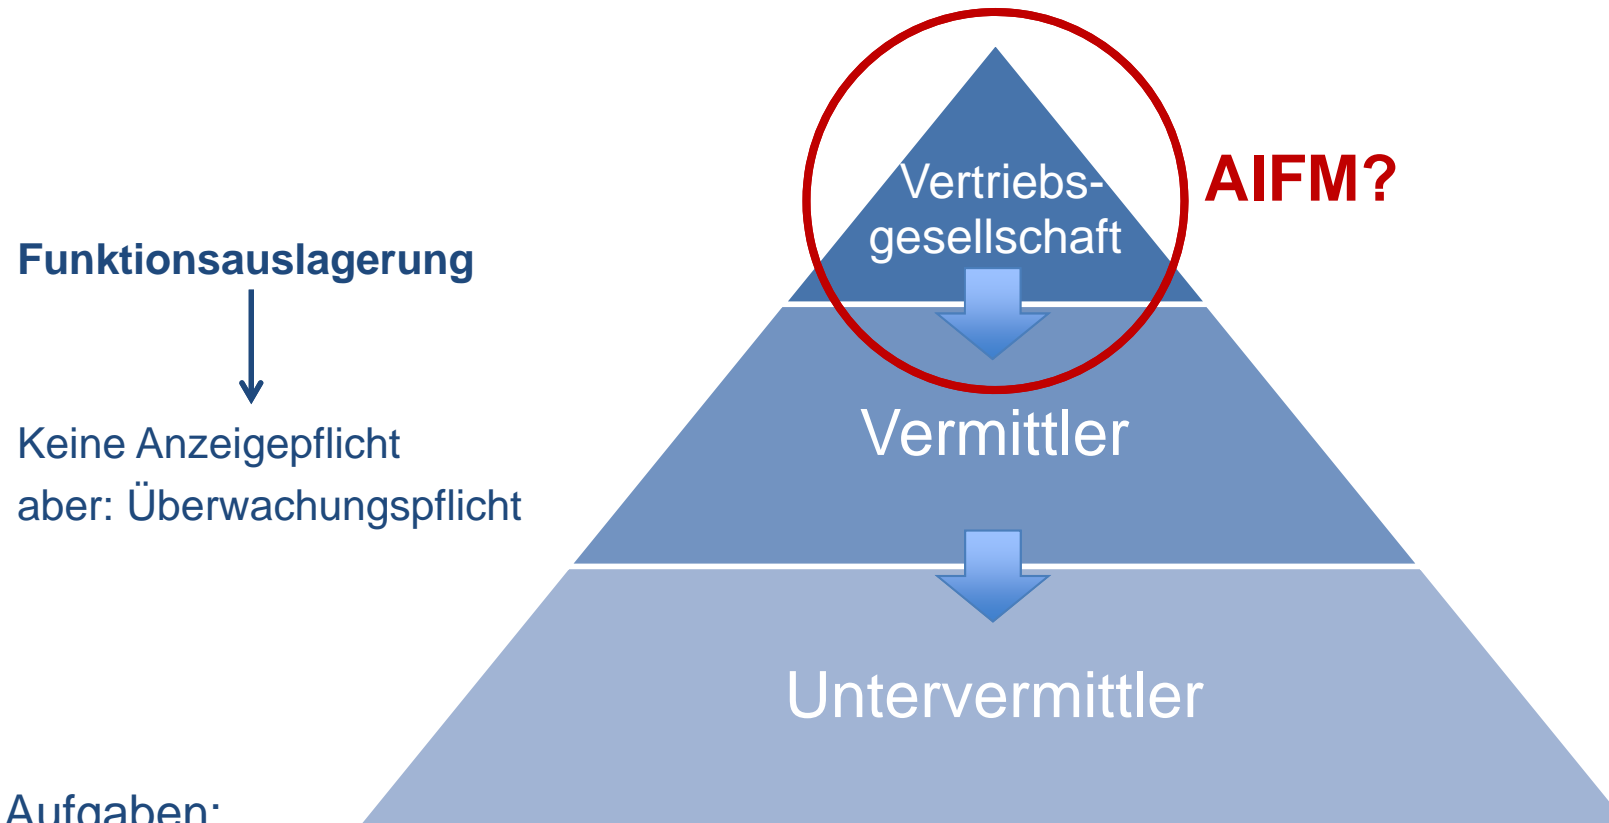 Vertriebs-
gesellschaft
AIFM?
Funktionsauslagerung
Keine Anzeigepflicht
aber: Überwachungspflicht
Vermittler
Untervermittler
Aufgaben: